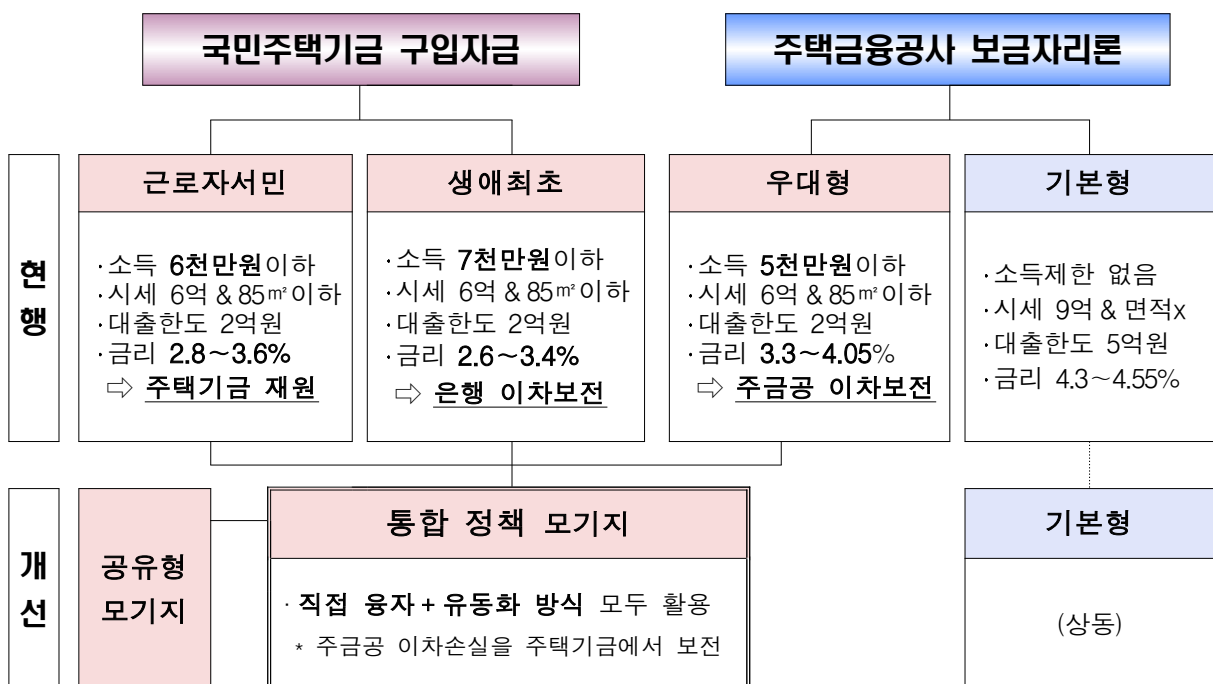 국민주택기금 구입자금
주택금융공사 보금자리론
현
행
근로자서민
·소득 6천만원이하
·시세 6억 & 85㎡이하
·대출한도 2억원
·금리 2.8~3.6%
⇨ 주택기금 재원
생애최초
·소득 7천만원이하
·시세 6억 & 85㎡이하
·대출한도 2억원
·금리 2.6~3.4%
⇨ 은행 이차보전
우대형
·소득 5천만원이하
·시세 6억 & 85㎡이하
·대출한도 2억원
·금리 3.3~4.05%
⇨ 주금공 이차보전
기본형
·소득제한 없음
·시세 9억 & 면적x
·대출한도 5억원
·금리 4.3~4.55%
개
선
공유형
모기지
통합 정책 모기지
· 직접 융자 + 유동화 방식 모두 활용
* 주금공 이차손실을 주택기금에서 보전
기본형
(상동)